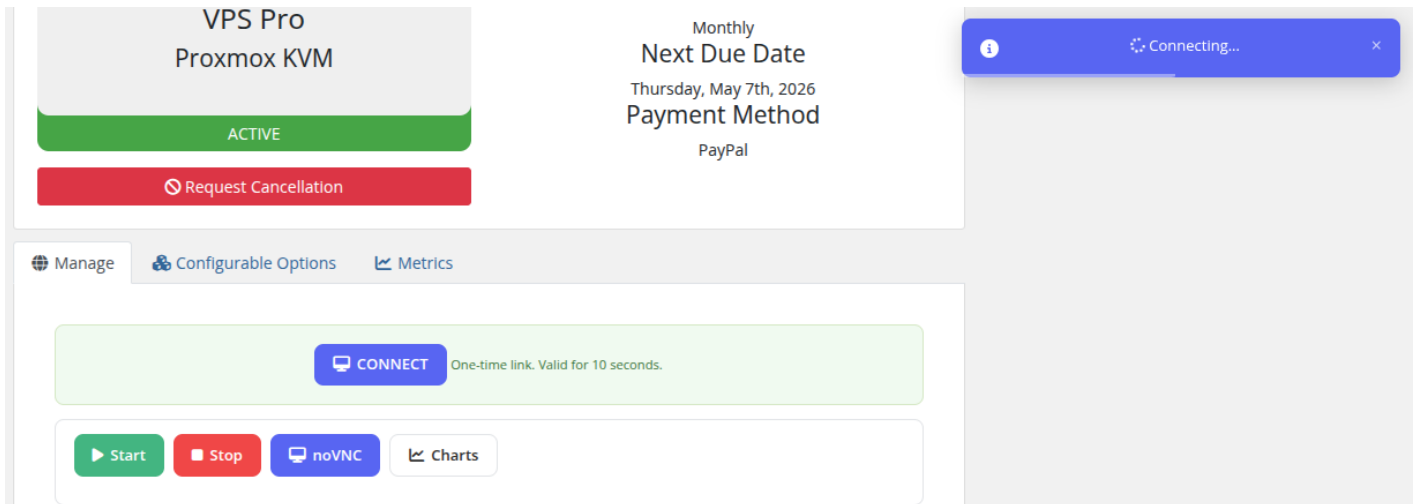 VPS Pro
Proxmox KVM
ACTIVE
Request Cancellation
Monthly
Next Due Date
Thursday, May 7th, 2026
Payment Method
PayPal
Connecting...
Manage
Configurable Options
Metrics
CONNECT One-time link. Valid for 10 seconds.
Start
Stop
noVNC
Charts